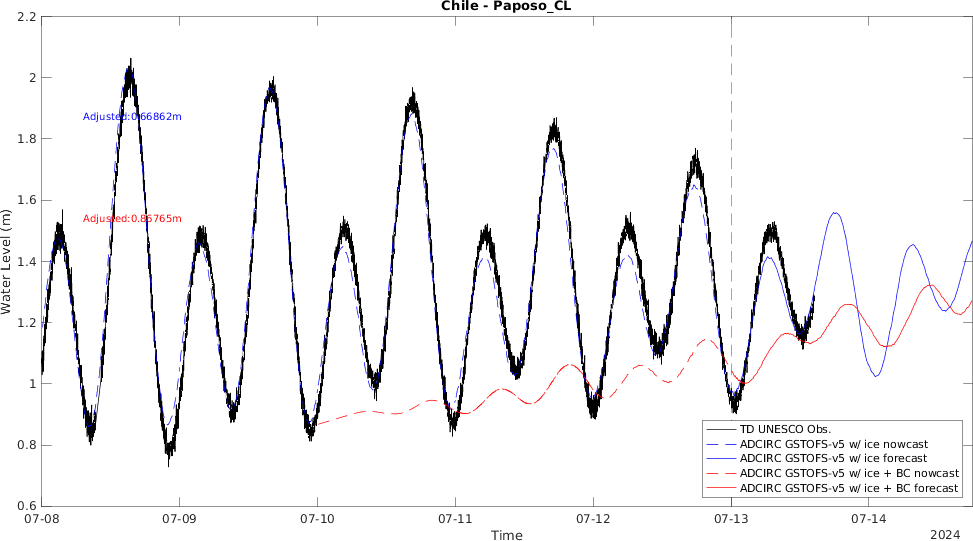 Chile - Paposo_CL
2.2
2
1.8
1.6
1.4
1.2
1
0.8
0.6
Water Level (m)
Adjusted:0.66862m
Adjusted:0.85765m
TD UNESCO Obs.
ADCIRC GSTOFS-v5 w/ ice nowcast
ADCIRC GSTOFS-v5 w/ ice forecast
ADCIRC GSTOFS-v5 w/ ice + BC nowcast
ADCIRC GSTOFS-v5 w/ ice + BC forecast
07-08 07-09 07-10 07-11 07-12 07-13 07-14
Time
2024